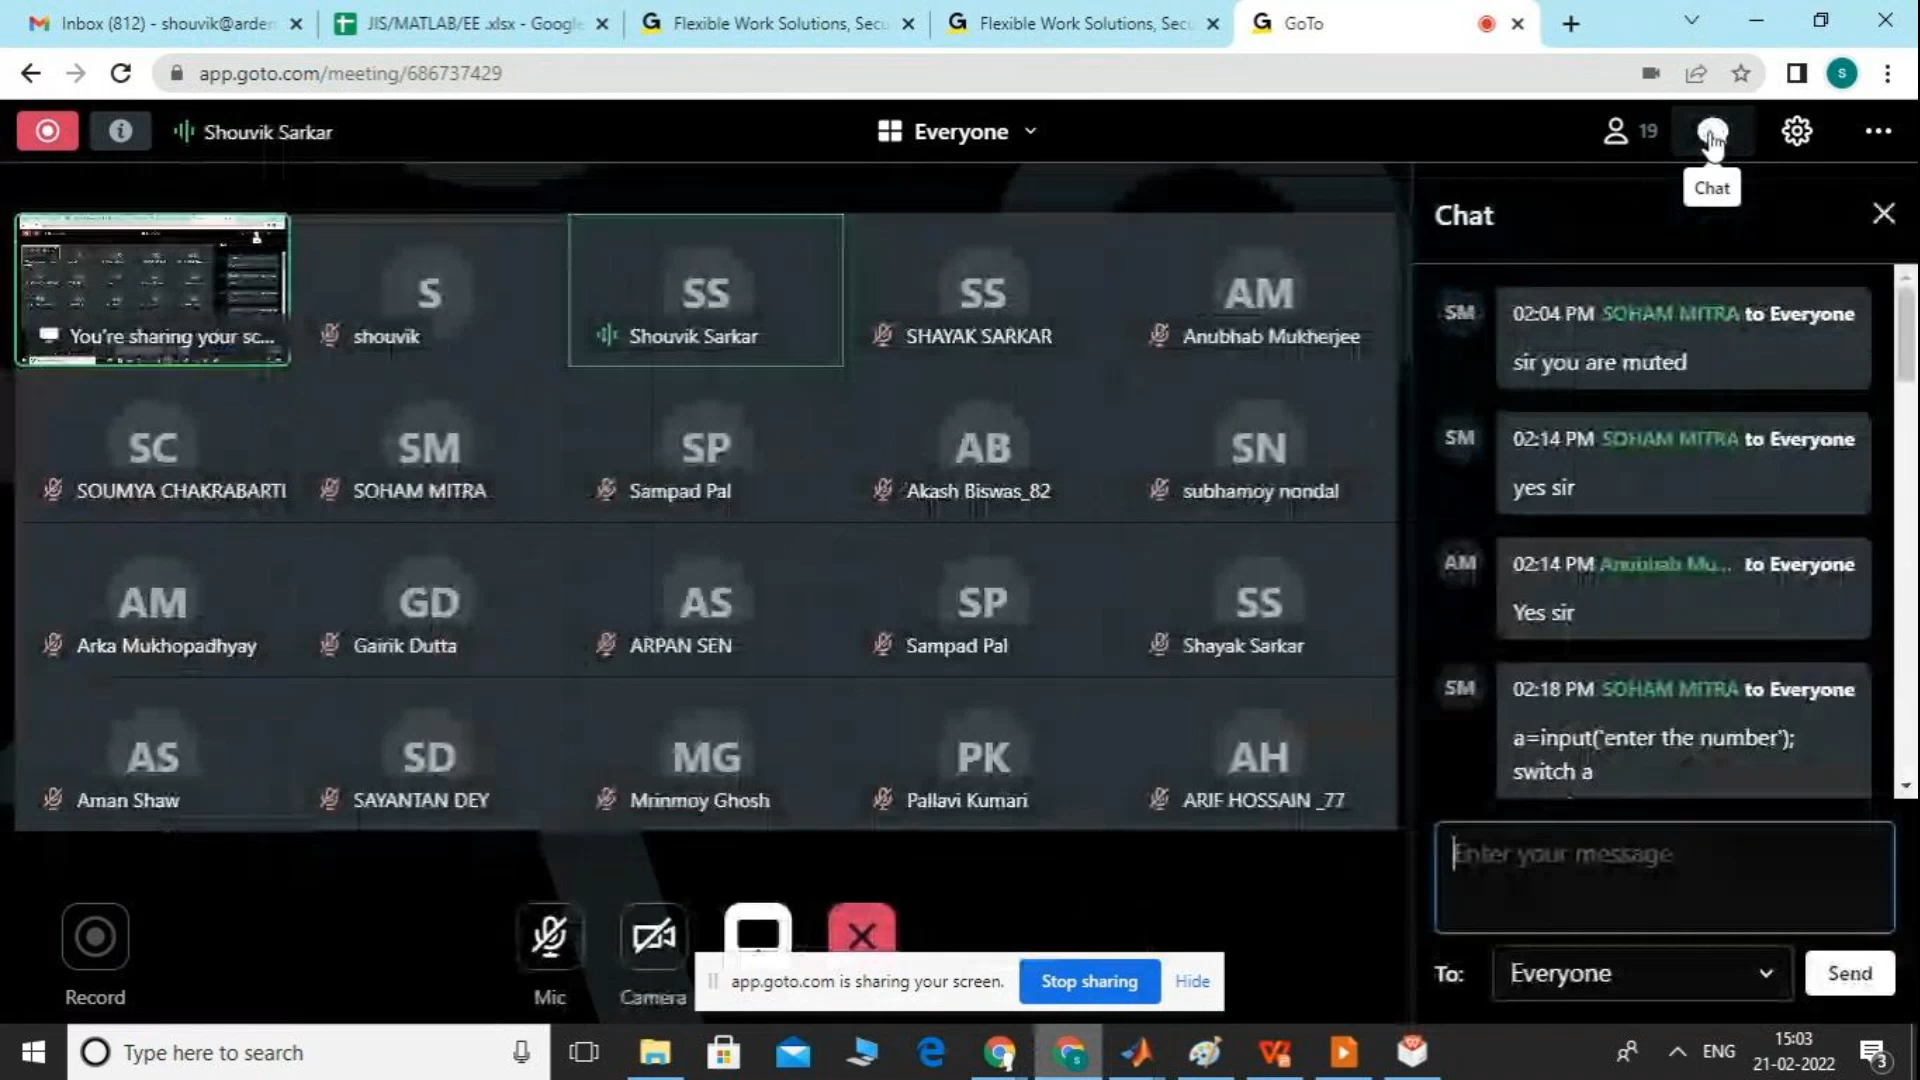 Inbox (812) - shouvik@arden
JIS/MATLAB/EE .xlsx - Google
Flexible Work Solutions, Secu
Flexible Work Solutions, Secu
GoTo
app.goto.com/meeting/686737429
S
Shouvik Sarkar
Everyone
19
Chat
Chat
You're sharing your sc...
S
shouvik
SS
Shouvik Sarkar
SS
SHAYAK SARKAR
AM
Anubhab Mukherjee
SC
SOUMYA CHAKRABARTI
SM
SOHAM MITRA
SP
Sampad Pal
AB
Akash Biswas_82
SN
subhamoy nondal
AM
Arka Mukhopadhyay
GD
Gairik Dutta
AS
ARPAN SEN
SP
Sampad Pal
SS
Shayak Sarkar
AS
Aman Shaw
SD
SAYANTAN DEY
MG
Mrinmoy Ghosh
PK
Pallavi Kumari
AH
ARIF HOSSAIN _77
SM
02:04 PM SOHAM MITRA to Everyone
sir you are muted
SM
02:14 PM SOHAM MITRA to Everyone
yes sir
AM
02:14 PM Anubhab Mu... to Everyone
Yes sir
SM
02:18 PM SOHAM MITRA to Everyone
a=input('enter the number');
switch a
Enter your message
To:
Everyone
Send
Record
Mic
Camera
app.goto.com is sharing your screen.
Stop sharing
Hide
Type here to search
ENG
15:03
21-02-2022
3